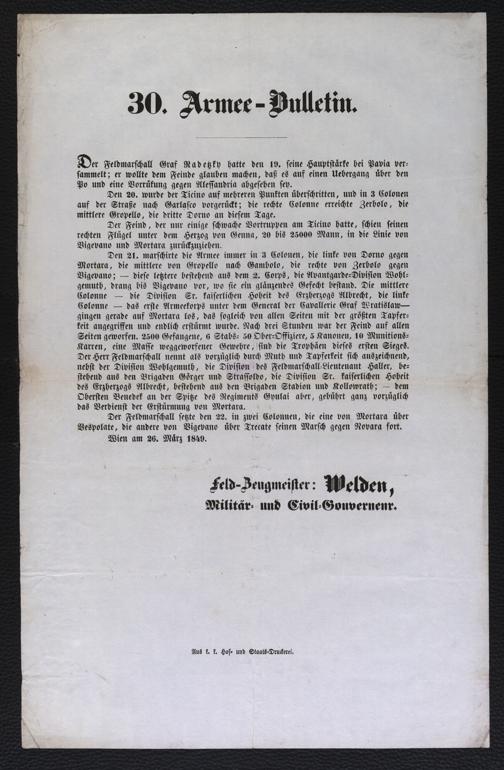 30. Armee-Bulletin.
Der Feldmarschall Graf Radetzky hatte den 19. seine Hauptstärke bei Pavia ver-
sammelt; er wollte dem Feinde glauben machen, daß es auf einen Uebergang über den
Po und eine Vorrückung gegen Alessandria abgesehen sey.
Den 20. wurde der Ticino auf mehreren Punkten überschritten, und in 3 Colonen
auf der Straße nach Garlasco vorgerückt; die rechte Colonne erreichte Zerbolo, die
mittlere Gropello, die dritte Dorno an diesem Tage.
Der Feind, der nur einige schwache Vortruppen am Ticino hatte, schien seinen
rechten Flügel unter dem Herzog von Genua, 20 bis 25000 Mann, in die Linie von
Vigevano und Mortara zurückzuziehen.
Den 21. marschirte die Armee immer in 3 Colonen, die linke von Dorno gegen
Mortara, die mittlere von Gropello nach Gambolo, die rechte von Zerbolo gegen
Vigevano; — diese letztere bestehend aus dem 2. Corps, die Avantgarde-Division Wohl-
gemuth, drang bis Vigevano vor, wo sie ein glänzendes Gefecht bestand. Die mittlere
Colonne — die Division Sr. kaiserlichen Hoheit des Erzherzogs Albrecht, die linke
Colonne — das erste Armeekorps unter dem General der Cavallerie Graf Wratislaw—
gingen gerade auf Mortara los, das sogleich von allen Seiten mit der größten Tapfer-
keit angegriffen und endlich erstürmt wurde. Nach drei Stunden war der Feind auf allen
Seiten geworfen. 2500 Gefangene, 6 Stabs- 50 Ober-Offiziere, 5 Kanonen, 10 Munitions-
Karren, eine Masse weggeworfener Gewehre, sind die Trophäen dieses ersten Sieges.
Der Herr Feldmarschall nennt als vorzüglich durch Muth und Tapferkeit sich auszeichnend,
nebst der Division Wohlgemuth, die Division des Feldmarschall-Lieutenant Haller, be-
stehend aus den Brigaden Görger und Strassoldo, die Division Sr. kaiserlichen Hoheit
des Erzherzogs Albrecht, bestehend aus den Brigaden Stadion und Kollowrath; — dem
Obersten Benedek an der Spitze des Regiments Gyulai aber, gebührt ganz vorzüglich
das Verdienst der Erstürmung von Mortara.
Der Feldmarschall setzte den 22. in zwei Colonnen, die eine von Mortara über
Vespolate, die andere von Vigevano über Trecate seinen Marsch gegen Novara fort.
Wien am 26. März 1849.
Feld-Zeugmeister: Welden,
Militär- und Civil-Gouverneur.
Aus k. k. Hof- und Staats-Druckerei.